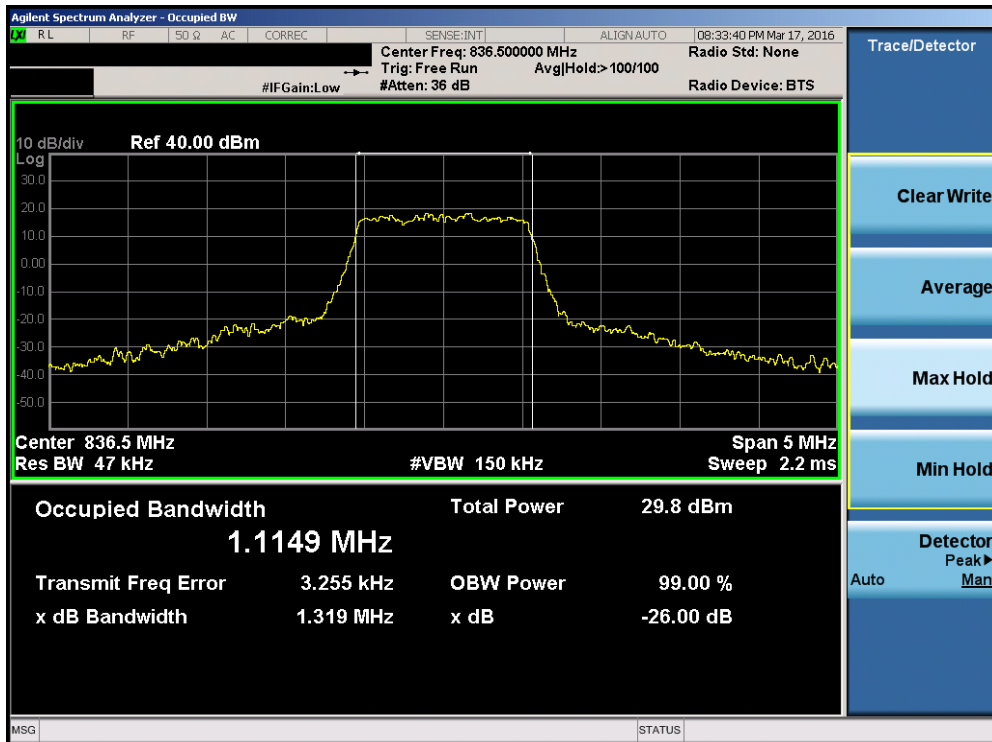 Agilent Spectrum Analyzer - Occupied BW
LXI RL RF 50 Ω AC CORREC SENSE:INT ALIGN AUTO 08:33:40 PM Mar 17, 2016
Center Freq: 836.500000 MHz Radio Std: None
Trig: Free Run Avg|Hold:> 100/100
#IFGain:Low #Atten: 36 dB Radio Device: BTS
10 dB/div Ref 40.00 dBm
Log
30.0
20.0
10.0
0.00
-10.0
-20.0
-30.0
-40.0
-50.0
Center 836.5 MHz Span 5 MHz
Res BW 47 kHz #VBW 150 kHz Sweep 2.2 ms
Occupied Bandwidth Total Power 29.8 dBm
1.1149 MHz
Transmit Freq Error 3.255 kHz OBW Power 99.00 %
x dB Bandwidth 1.319 MHz x dB -26.00 dB
MSG STATUS
Trace/Detector
Clear Write
Average
Max Hold
Min Hold
Detector
Peak▶
Auto Man